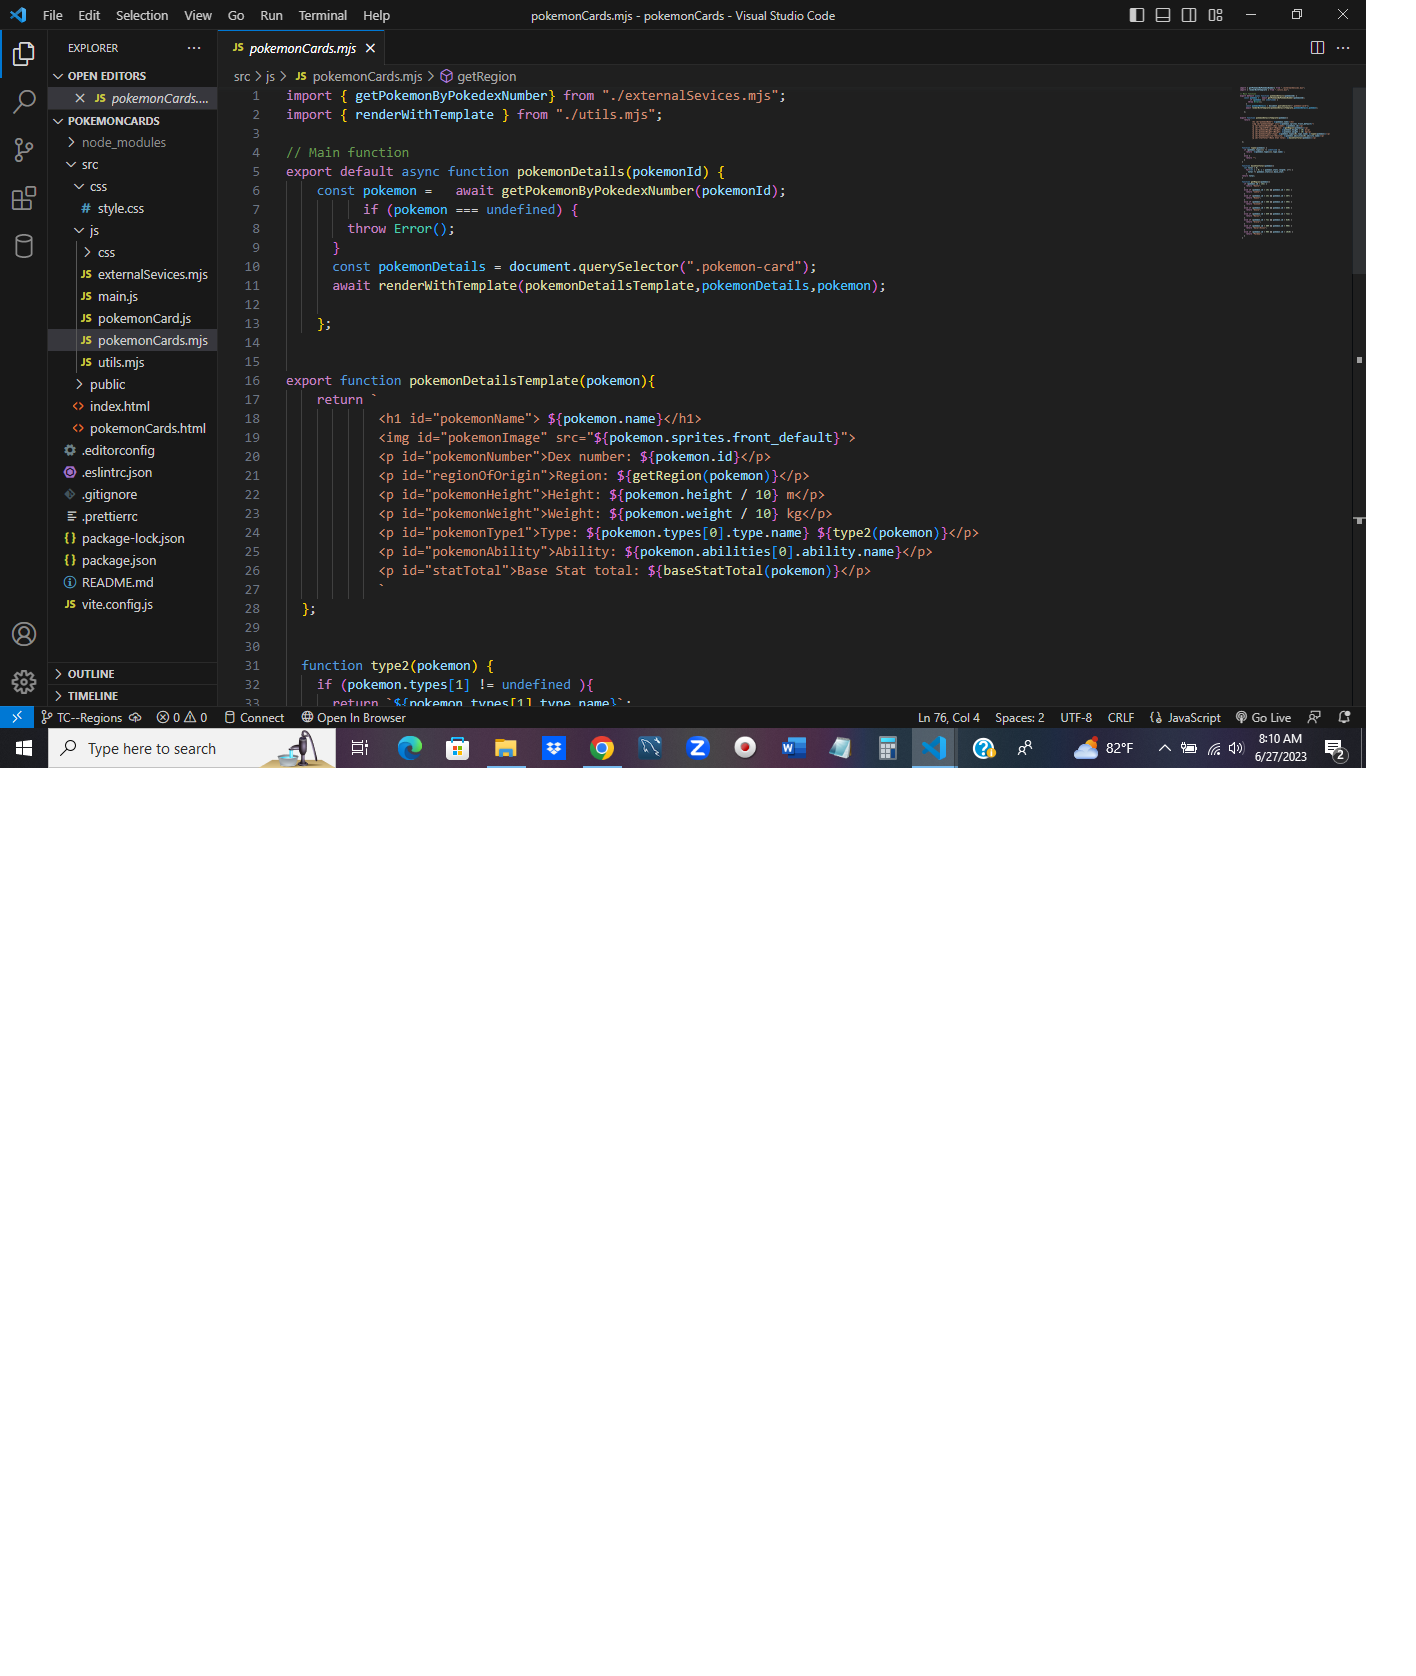 File Edit Selection View Go Run Terminal Help pokemonCards.mjs - pokemonCards - Visual Studio Code
EXPLORER
OPEN EDITORS
JS pokemonCards....
POKEMONCARDS
node_modules
src
css
# style.css
js
css
JS externalSevices.mjs
JS main.js
JS pokemonCard.js
JS pokemonCards.mjs
JS utils.mjs
public
<> index.html
<> pokemonCards.html
.editorconfig
.eslintrc.json
.gitignore
.prettierrc
{} package-lock.json
{} package.json
README.md
JS vite.config.js
OUTLINE
TIMELINE
JS pokemonCards.mjs
src > js > JS pokemonCards.mjs > getRegion
1 import { getPokemonByPokedexNumber} from "./externalSevices.mjs";
2 import { renderWithTemplate } from "./utils.mjs";
3
4 // Main function
5 export default async function pokemonDetails(pokemonId) {
6 const pokemon = await getPokemonByPokedexNumber(pokemonId);
7 if (pokemon === undefined) {
8 throw Error();
9 }
10 const pokemonDetails = document.querySelector(".pokemon-card");
11 await renderWithTemplate(pokemonDetailsTemplate,pokemonDetails,pokemon);
12
13 };
14
15
16 export function pokemonDetailsTemplate(pokemon){
17 return `
18 <h1 id="pokemonName"> ${pokemon.name}</h1>
19 <img id="pokemonImage" src="${pokemon.sprites.front_default}">
20 <p id="pokemonNumber">Dex number: ${pokemon.id}</p>
21 <p id="regionOfOrigin">Region: ${getRegion(pokemon)}</p>
22 <p id="pokemonHeight">Height: ${pokemon.height / 10} m</p>
23 <p id="pokemonWeight">Weight: ${pokemon.weight / 10} kg</p>
24 <p id="pokemonType1">Type: ${pokemon.types[0].type.name} ${type2(pokemon)}</p>
25 <p id="pokemonAbility">Ability: ${pokemon.abilities[0].ability.name}</p>
26 <p id="statTotal">Base Stat total: ${baseStatTotal(pokemon)}</p>
27 `
28 };
29
30
31 function type2(pokemon) {
32 if (pokemon.types[1] != undefined ){
33 return `${pokemon.types[1].type.name}`;
TC--Regions 0 0 Connect Open In Browser Ln 76, Col 4 Spaces: 2 UTF-8 CRLF JavaScript Go Live
Type here to search 82°F 8:10 AM
6/27/2023 2